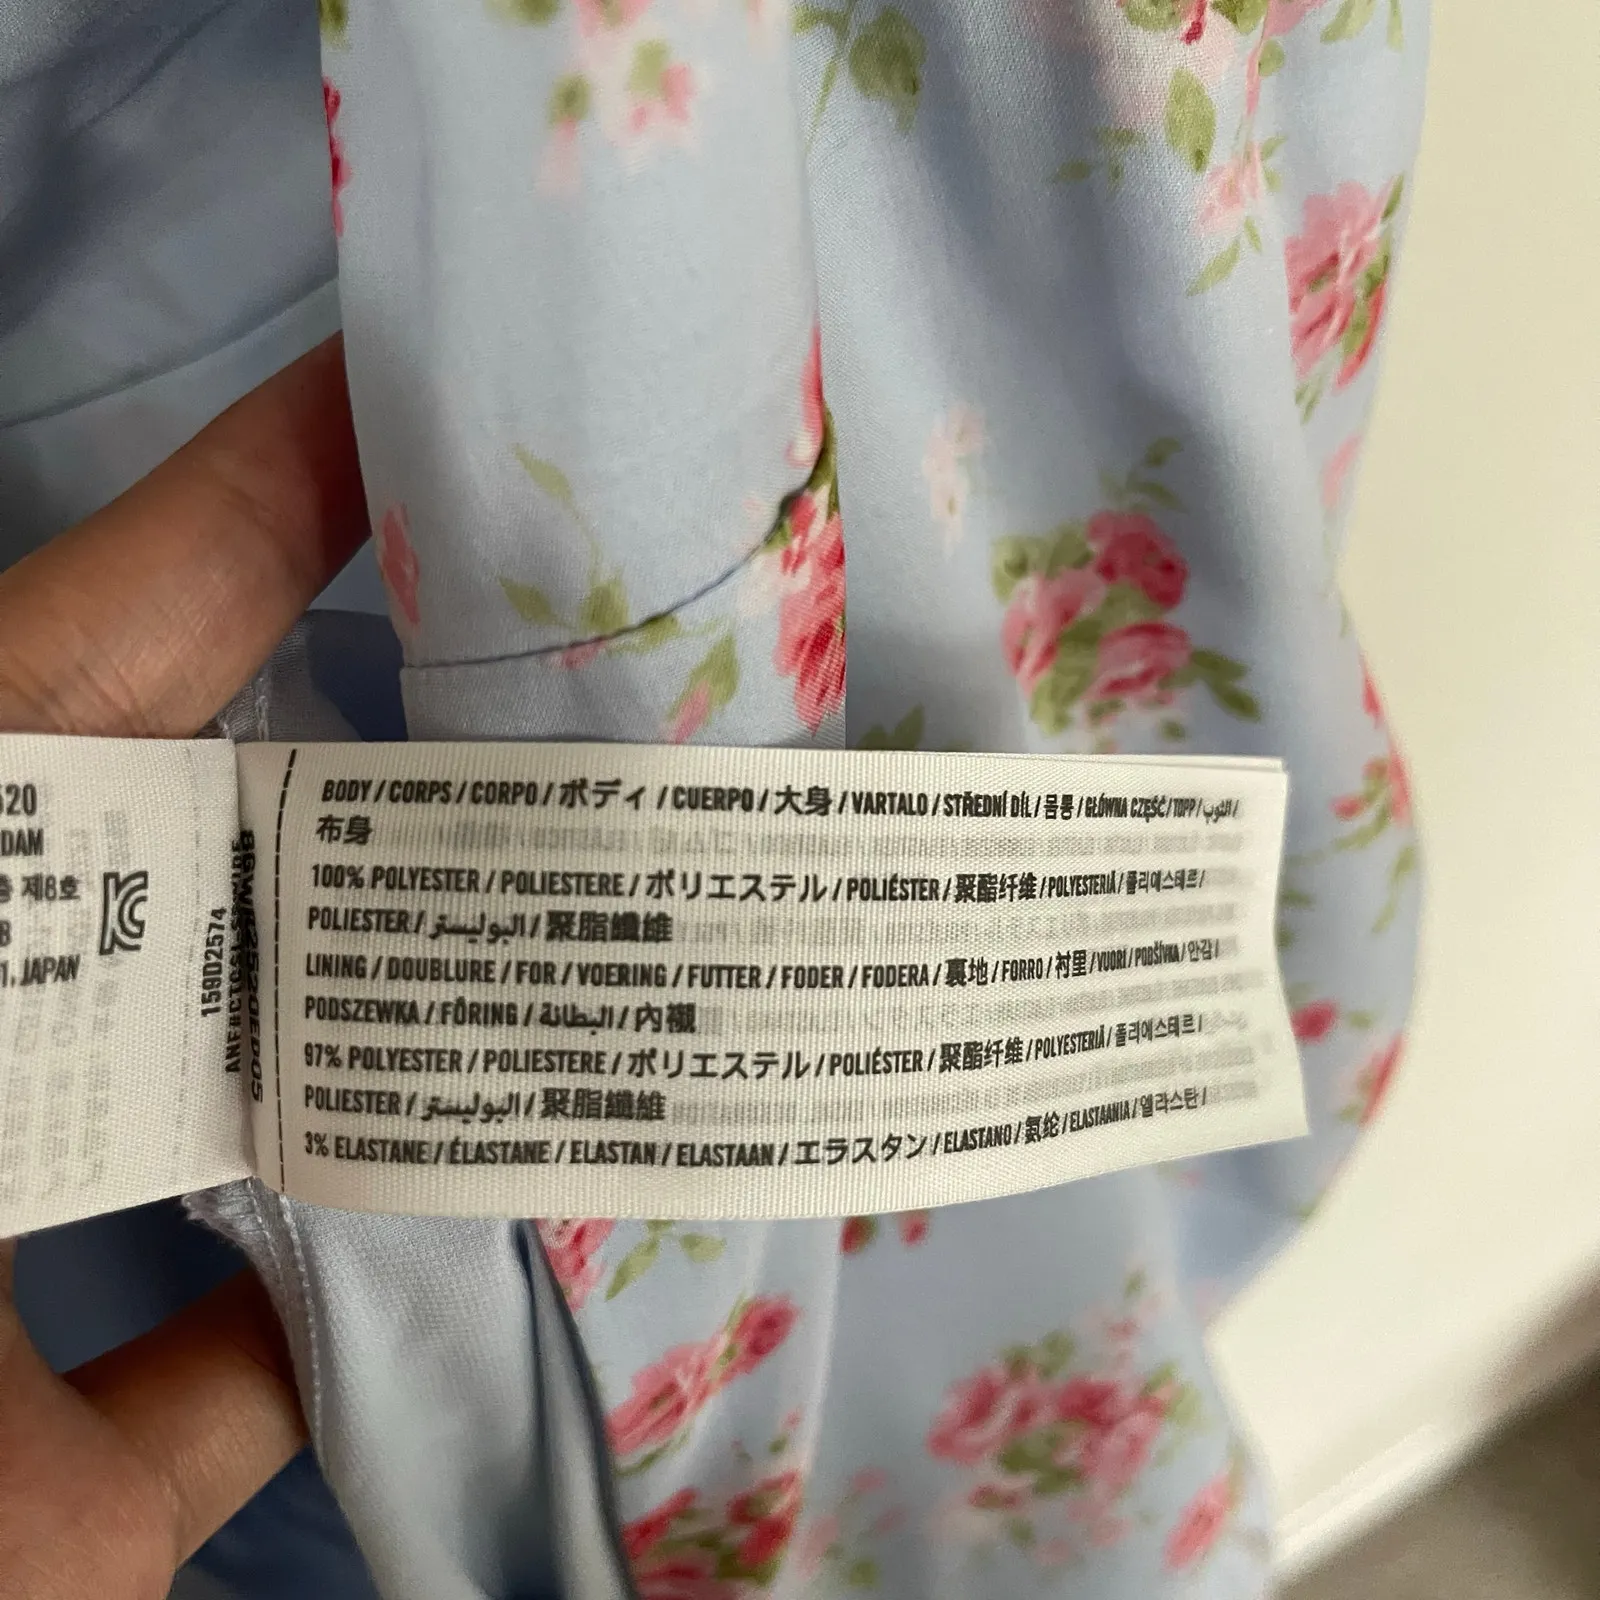 520
DAM
층 제8호
B
1. JAPAN
159D2574
BODY / CORPS / CORPO / ボディ / CUERPO / 大身 / VARTALO / STŘEDNÍ DÍL / 몸통 / GŁÓWNA CZĘŚĆ / TOPP / الثوب /
布身
100% POLYESTER / POLIESTERE / ポリエステル / POLIÉSTER / 聚酯纤维 / POLYESTERIÄ / 폴리에스테르 /
POLIESTER / البوليستر / 聚脂纖維
LINING / DOUBLURE / FOR / VOERING / FUTTER / FODER / FODERA / 裏地 / FORRO / 衬里 / VUORI / PODŠÍVKA / 안감 /
PODSZEWKA / FÔRING / البطانة / 內襯
97% POLYESTER / POLIESTERE / ポリエステル / POLIÉSTER / 聚酯纤维 / POLYESTERIÄ / 폴리에스테르 /
POLIESTER / البوليستر / 聚脂纖維
3% ELASTANE / ÉLASTANE / ELASTAN / ELASTAAN / エラスタン / ELASTANO / 氨纶 / ELASTAANIA / 엘라스탄 /